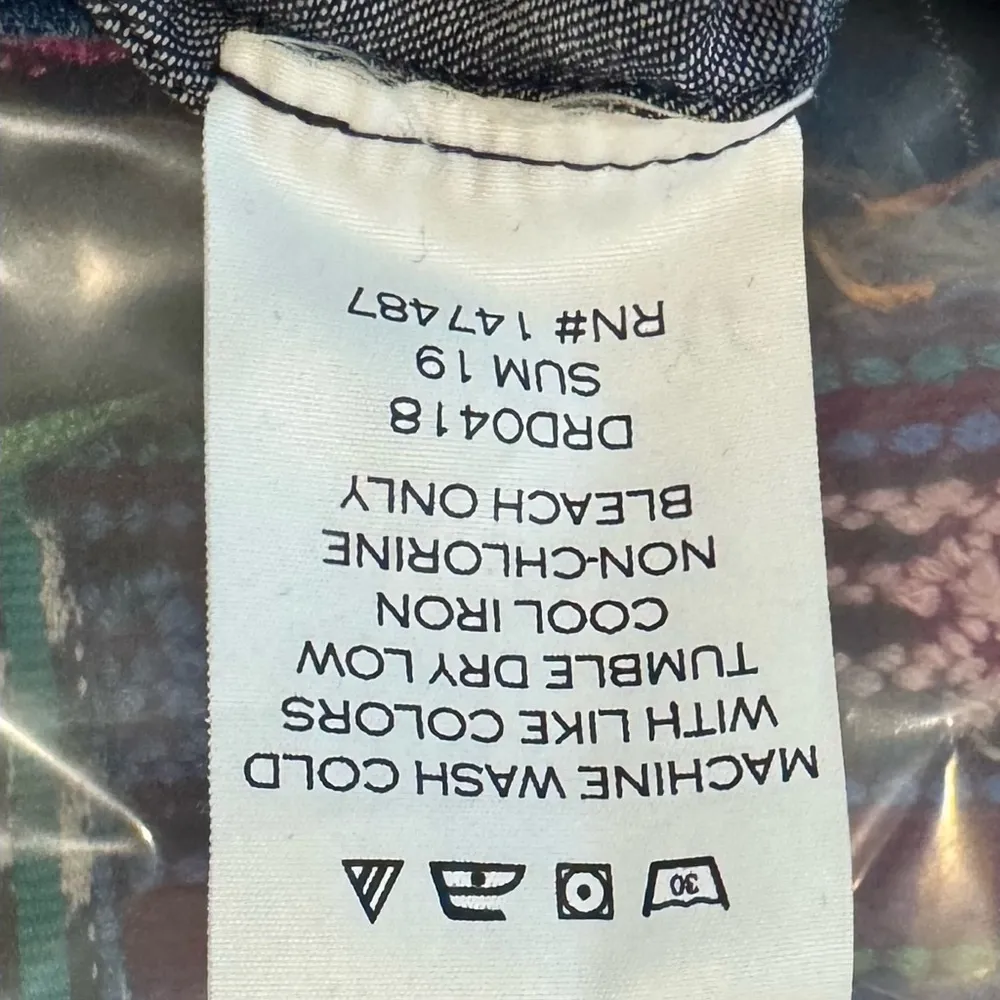 30
MACHINE WASH COLD
WITH LIKE COLORS
TUMBLE DRY LOW
COOL IRON
NON-CHLORINE
BLEACH ONLY
DRD0418
SUM 19
RN# 147487